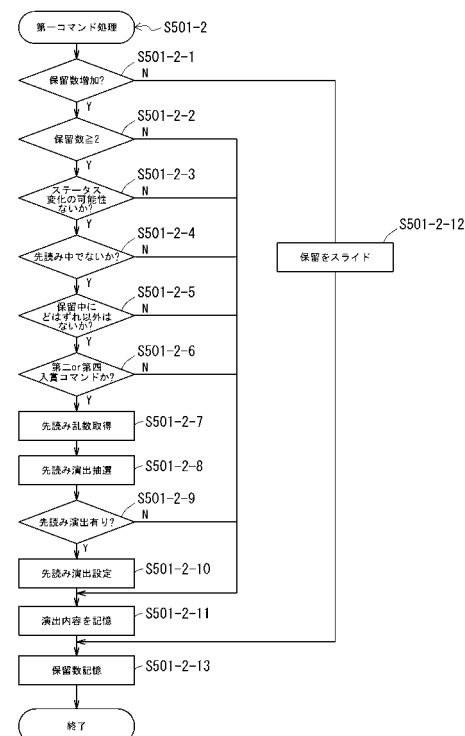 第一コマンド処理
S501-2
S501-2-1
保留数増加?
N
Y
S501-2-2
保留数≧2
N
Y
S501-2-3
ステータス
変化の可能性
ないか?
N
Y
S501-2-4
先読み中でないか?
N
Y
S501-2-5
保留中に
どはずれ以外は
ないか?
N
Y
S501-2-6
第二or第四
入賞コマンドか?
N
Y
先読み乱数取得
S501-2-7
先読み演出抽選
S501-2-8
S501-2-9
先読み演出有り?
N
Y
先読み演出設定
S501-2-10
演出内容を記憶
S501-2-11
S501-2-12
保留をスライド
保留数記憶
S501-2-13
終了